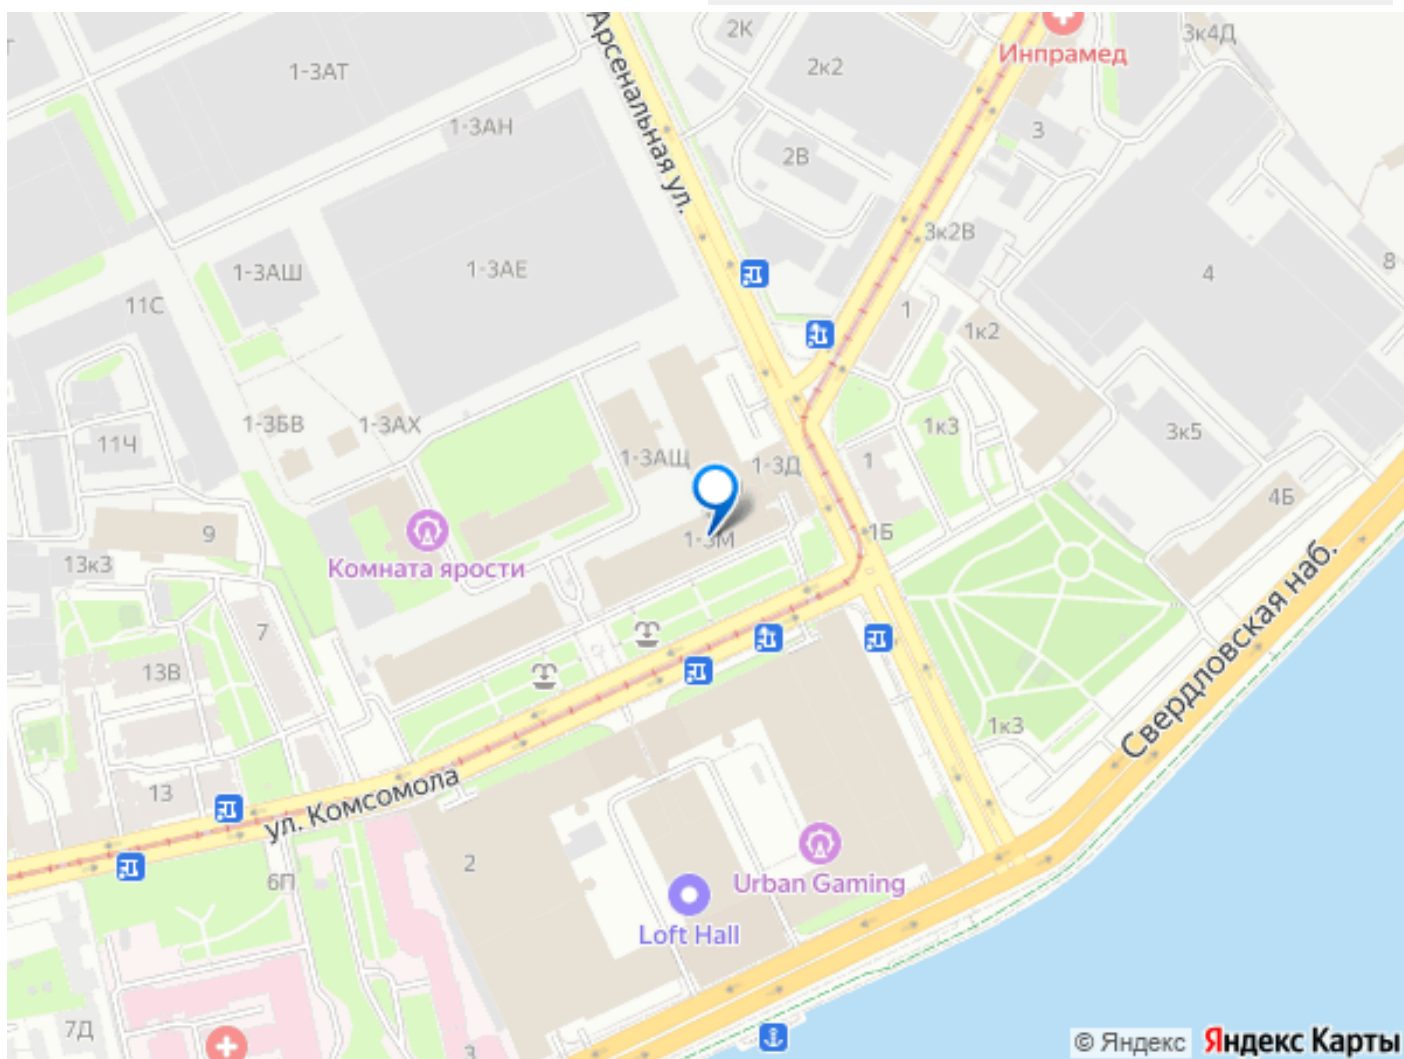 2К
Инпрамед
3к4Д
1-3АТ
2к2
Арсенальная ул.
1-3АН
3
2В
3к2В
1-3АШ
1-3АЕ
4
8
11С
1
1к2
1-3БВ
1-3АХ
1к3
3к5
11Ч
1-3АЩ
1-3Д
1
4Б
9
1-3М
1Б
13к3
Комната ярости
Свердловская наб.
7
13В
1к3
13
ул. Комсомола
2
6П
Urban Gaming
Loft Hall
7Д
3
© Яндекс Яндекс Карты